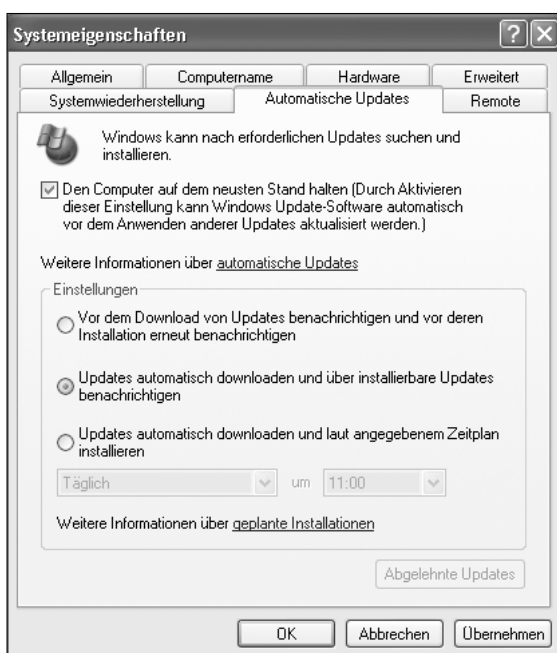 Systemeigenschaften
Allgemein Computername Hardware Erweitert
Systemwiederherstellung Automatische Updates Remote
Windows kann nach erforderlichen Updates suchen und
installieren.
Den Computer auf dem neusten Stand halten (Durch Aktivieren
dieser Einstellung kann Windows Update-Software automatisch
vor dem Anwenden anderer Updates aktualisiert werden.)
Weitere Informationen über automatische Updates
Einstellungen
Vor dem Download von Updates benachrichtigen und vor deren
Installation erneut benachrichtigen
Updates automatisch downloaden und über installierbare Updates
benachrichtigen
Updates automatisch downloaden und laut angegebenem Zeitplan
installieren
Täglich um 11:00
Weitere Informationen über geplante Installationen
Abgelehnte Updates
OK Abbrechen Übernehmen